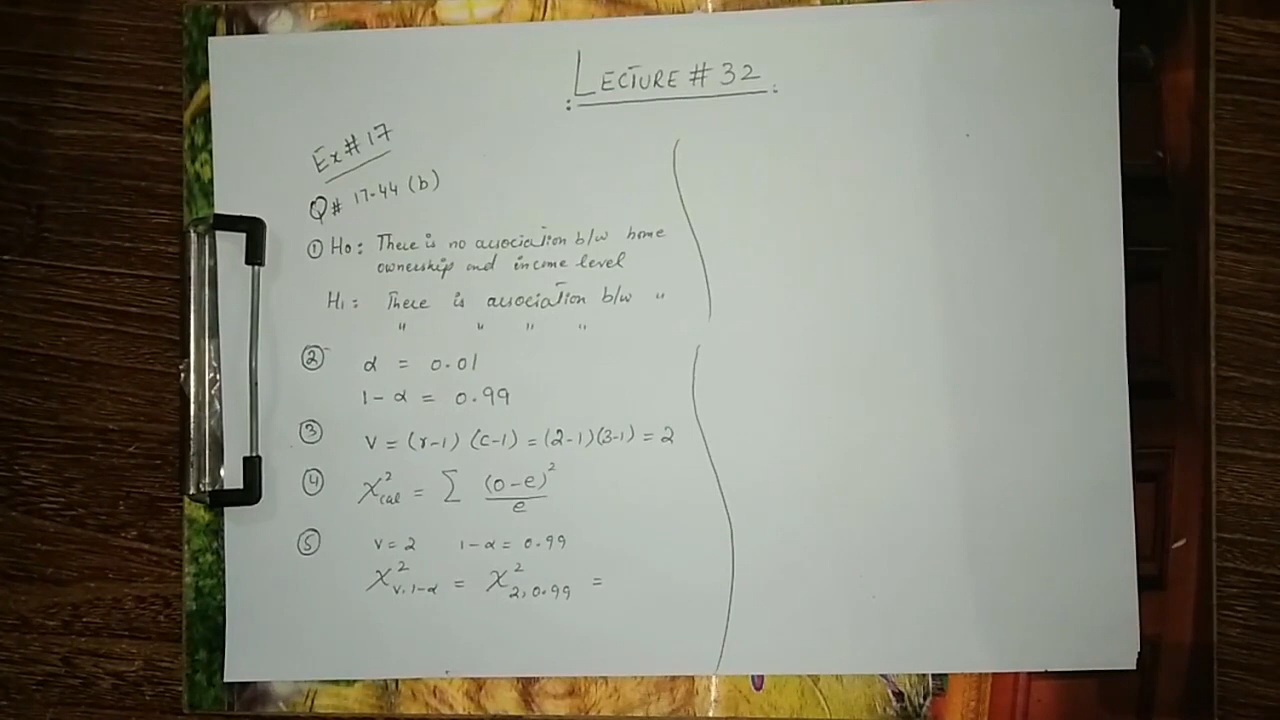 LECTURE # 32
Ex # 17
Q# 17-44 (b)
① H0: There is no association b/w home
ownership and income level
H1: There is association b/w "
" " " "
② α = 0.01
1-α = 0.99
③ v = (r-1) (c-1) = (2-1)(3-1) = 2
④ χ²cal = ∑ (o-e)²/e
⑤ v=2 1-α = 0.99
χ²v,1-α = χ²2,0.99 =